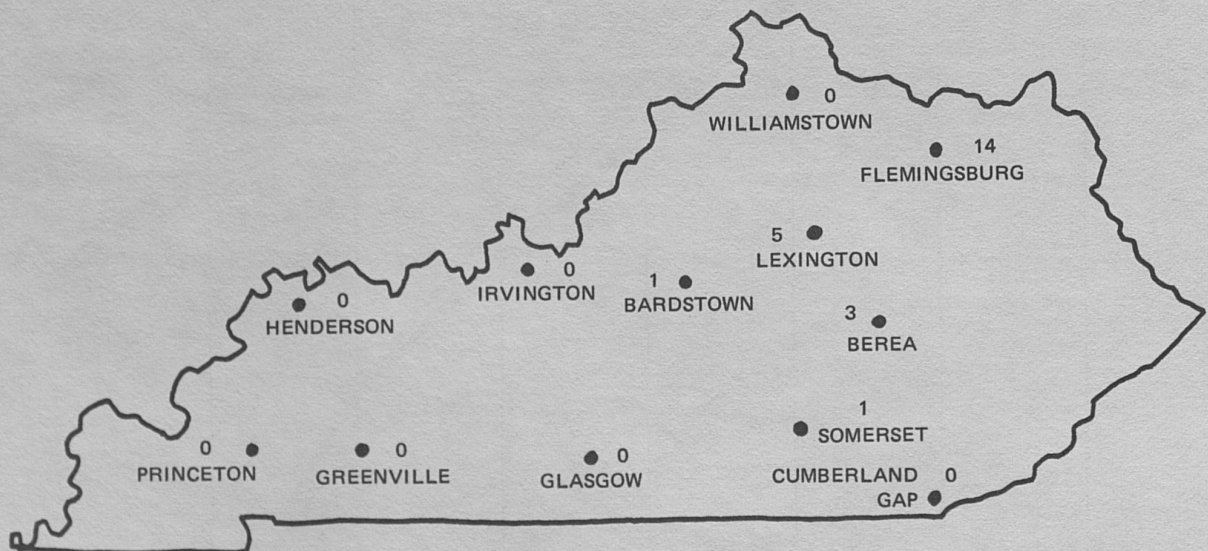 0
WILLIAMSTOWN
14
FLEMINGSBURG
5
LEXINGTON
0
IRVINGTON
1
BARDSTOWN
0
HENDERSON
3
BEREA
1
SOMERSET
0
PRINCETON
0
GREENVILLE
0
GLASGOW
CUMBERLAND 0
GAP